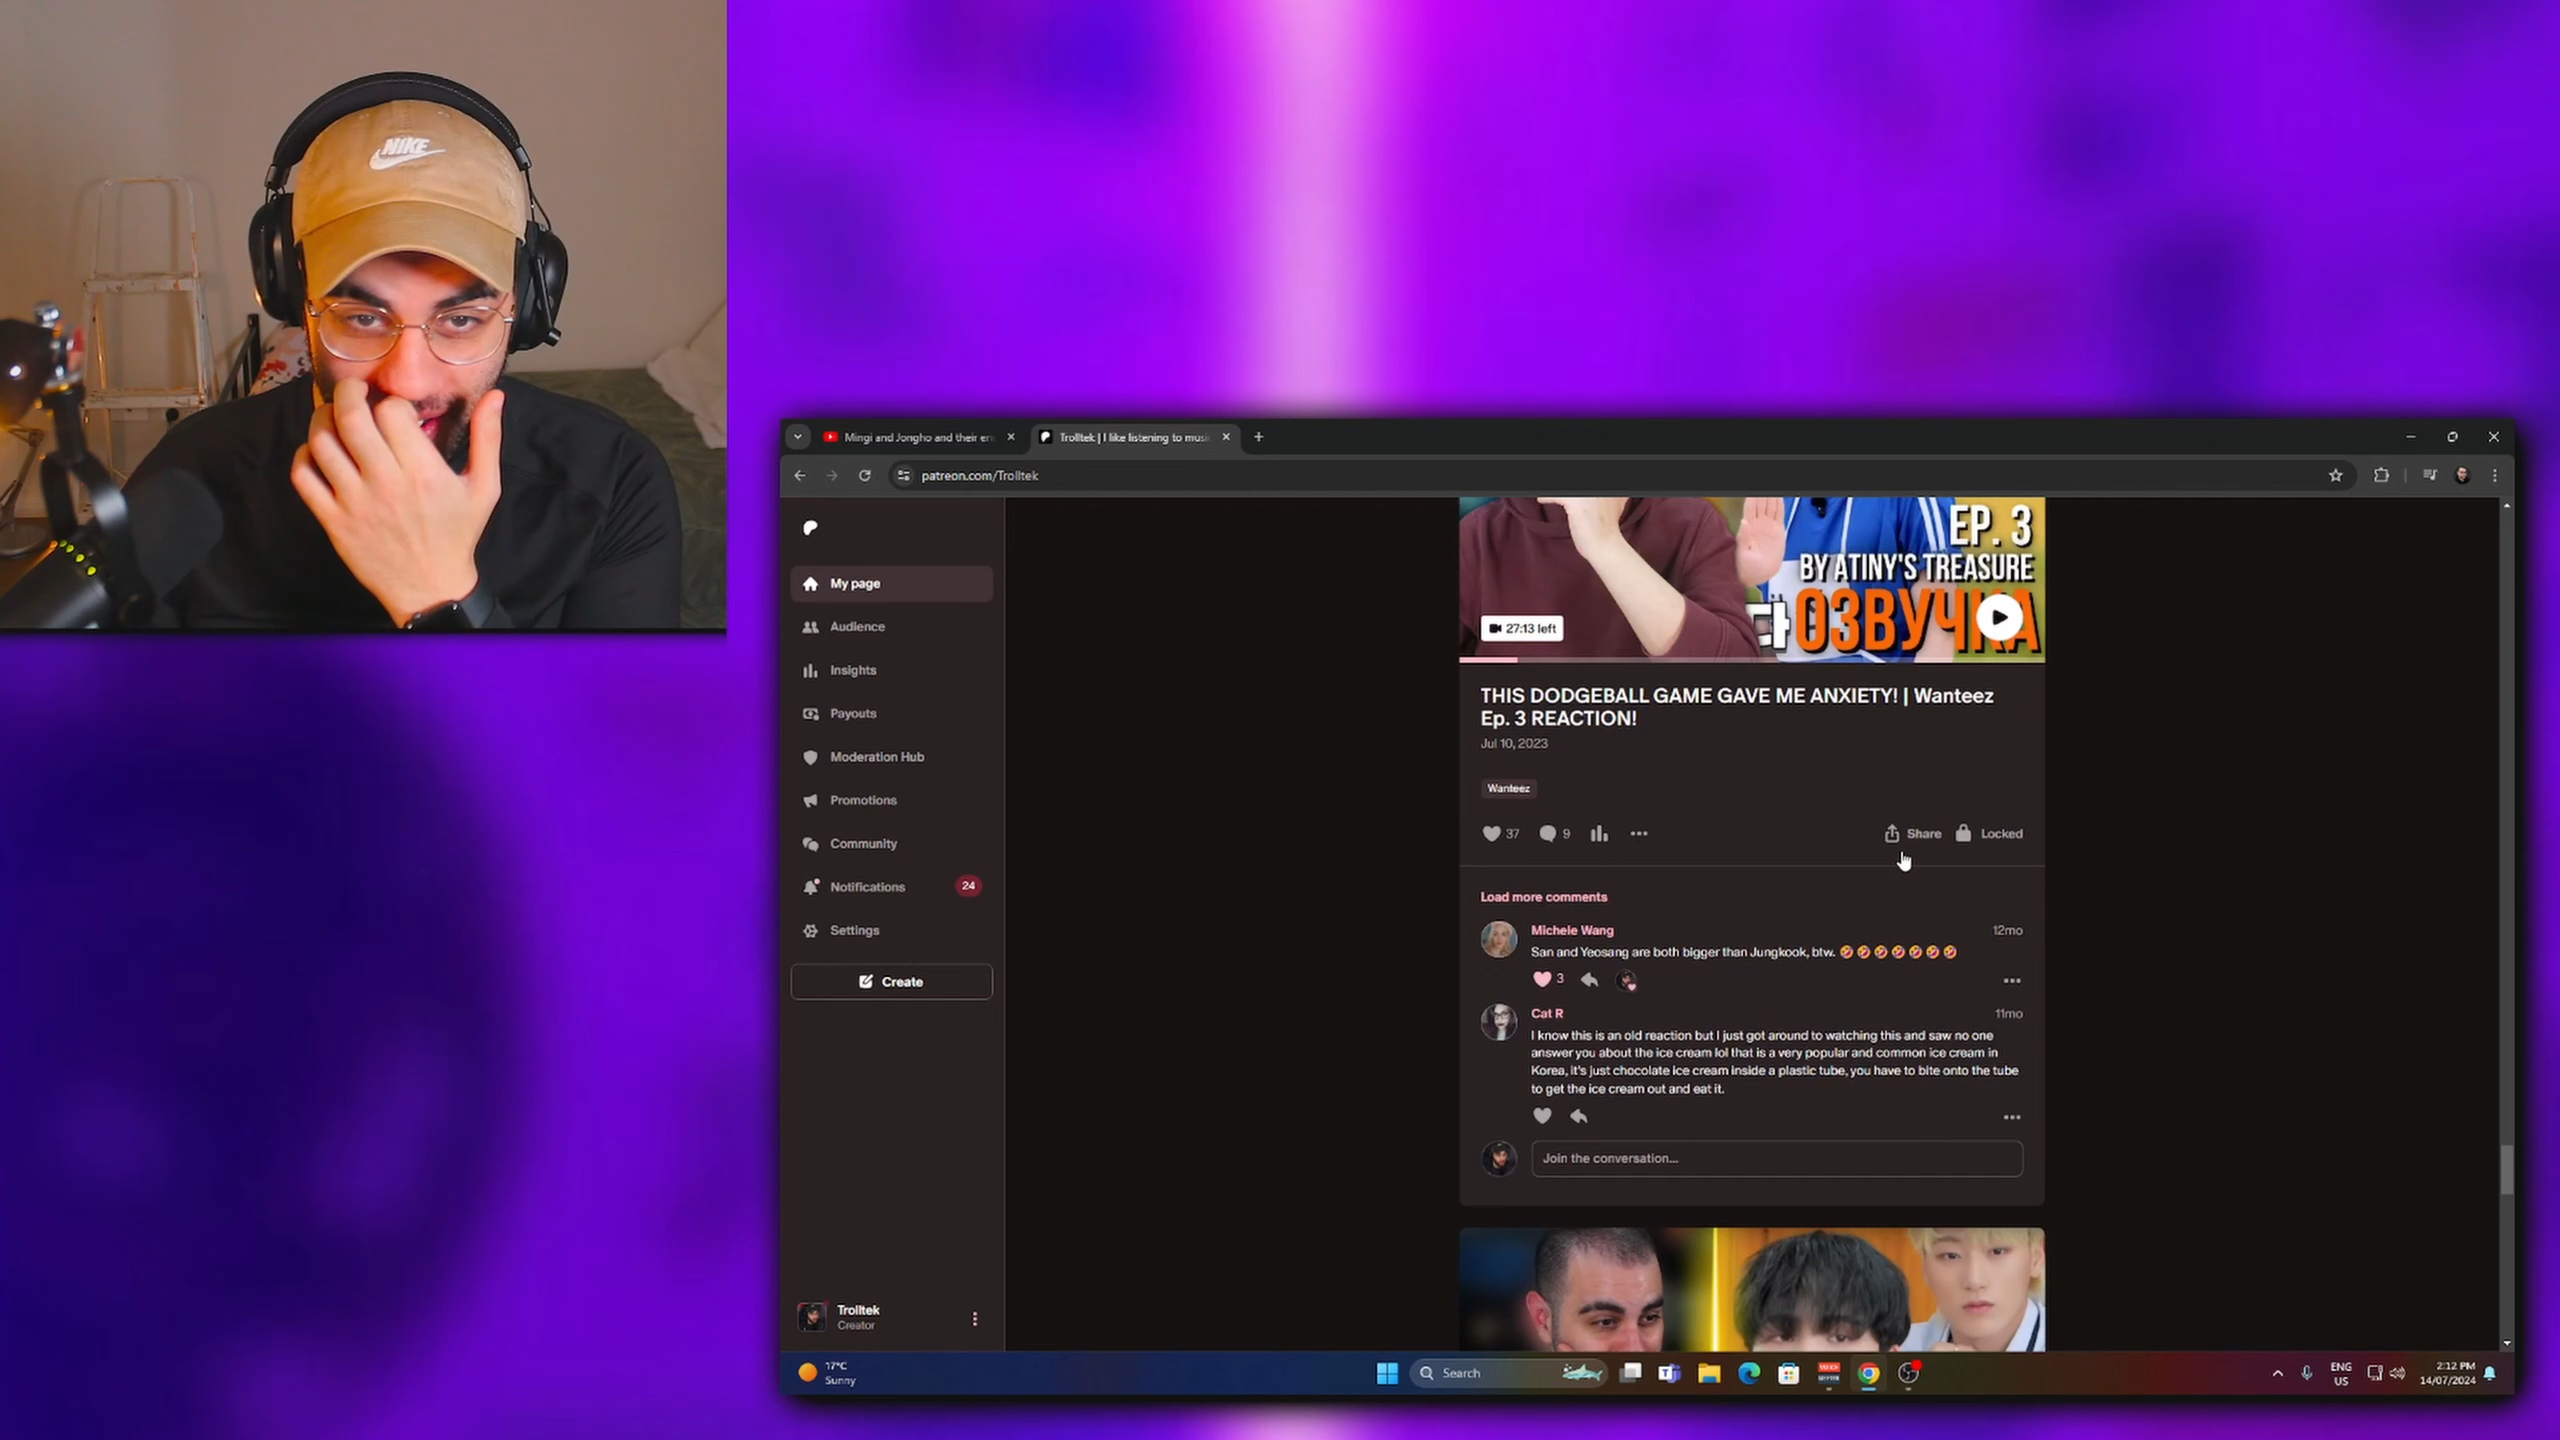 NIKE
Mingi and Jongho and their en
Trolltek | I like listening to musi
patreon.com/Trolltek
My page
Audience
Insights
Payouts
Moderation Hub
Promotions
Community
Notifications
24
Settings
Create
Trolltek
Creator
EP. 3
BY ATINY'S TREASURE
ОЗВУЧКА
27:13 left
THIS DODGEBALL GAME GAVE ME ANXIETY! | Wanteez
Ep. 3 REACTION!
Jul 10, 2023
Wanteez
37
9
Share
Locked
Load more comments
Michele Wang
12mo
San and Yeosang are both bigger than Jungkook, btw. 🤣🤣🤣🤣🤣🤣🤣
3
Cat R
11mo
I know this is an old reaction but I just got around to watching this and saw no one
answer you about the ice cream lol that is a very popular and common ice cream in
Korea, it's just chocolate ice cream inside a plastic tube, you have to bite onto the tube
to get the ice cream out and eat it.
Join the conversation...
17°C
Sunny
Search
ENG
US
2:12 PM
14/07/2024